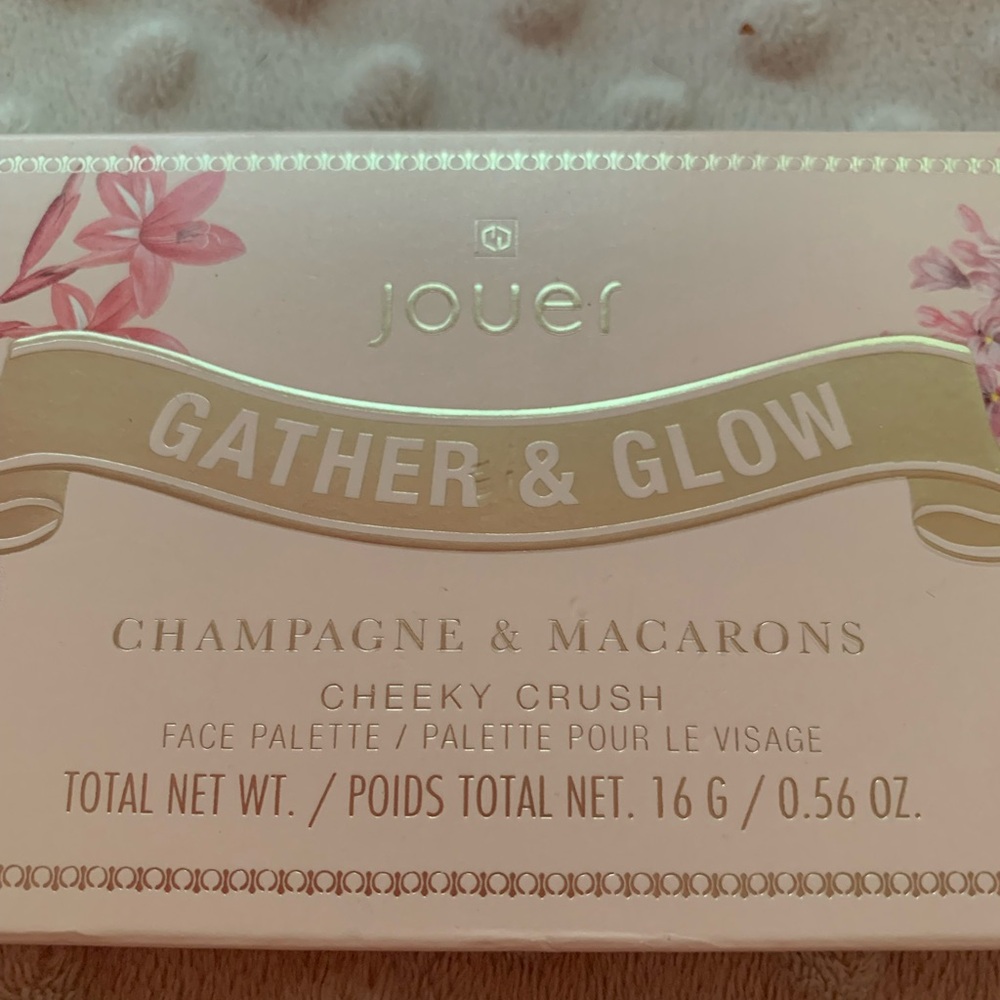 jouer
GATHER & GLOW
CHAMPAGNE & MACARONS
CHEEKY CRUSH
FACE PALETTE / PALETTE POUR LE VISAGE
TOTAL NET WT. / POIDS TOTAL NET. 16 G / 0.56 OZ.